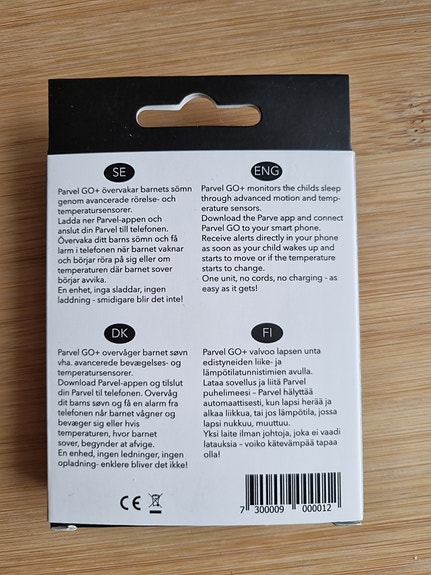 SE
Parvel GO+ övervakar barnets sömn
genom avancerade rörelse- och
temperatursensorer.
Ladda ner Parvel-appen och
anslut din Parvel till telefonen.
Övervaka ditt barns sömn och få
larm i telefonen när barnet vaknar
och börjar röra på sig eller om
temperaturen där barnet sover
börjar avvika.
En enhet, inga sladdar, ingen
laddning - smidigare blir det inte!
ENG
Parvel GO+ monitors the childs sleep
through advanced motion and temp-
erature sensors.
Download the Parve app and connect
Parvel GO to your smart phone.
Receive alerts directly in your phone
as soon as your child wakes up and
starts to move or if the temperature
starts to change.
One unit, no cords, no charging - as
easy as it gets!
DK
Parvel GO+ overvåger barnet søvn
vha. avancerede bevægelses- og
temperatursensorer.
Download Parvel-appen og tilslut
din Parvel til telefonen. Overvåg
dit barns søvn og få en alarm fra
telefonen når barnet vågner og
bevæger sig eller hvis
temperaturen, hvor barnet
sover, begynder at afvige.
En enhed, ingen ledninger, ingen
opladning- enklere bliver det ikke!
FI
Parvel GO+ valvoo lapsen unta
edistyneiden liike- ja
lämpötilatunnistimien avulla.
Lataa sovellus ja liitä Parvel
puhelimeesi – Parvel hälyttää
automaattisesti, kun lapsi herää ja
alkaa liikkua, tai jos lämpötila, jossa
lapsi nukkuu, muuttuu.
Yksi laite ilman johtoja, joka ei vaadi
latauksia – voiko kätevämpää tapaa
olla!
CE
7 300009 000012